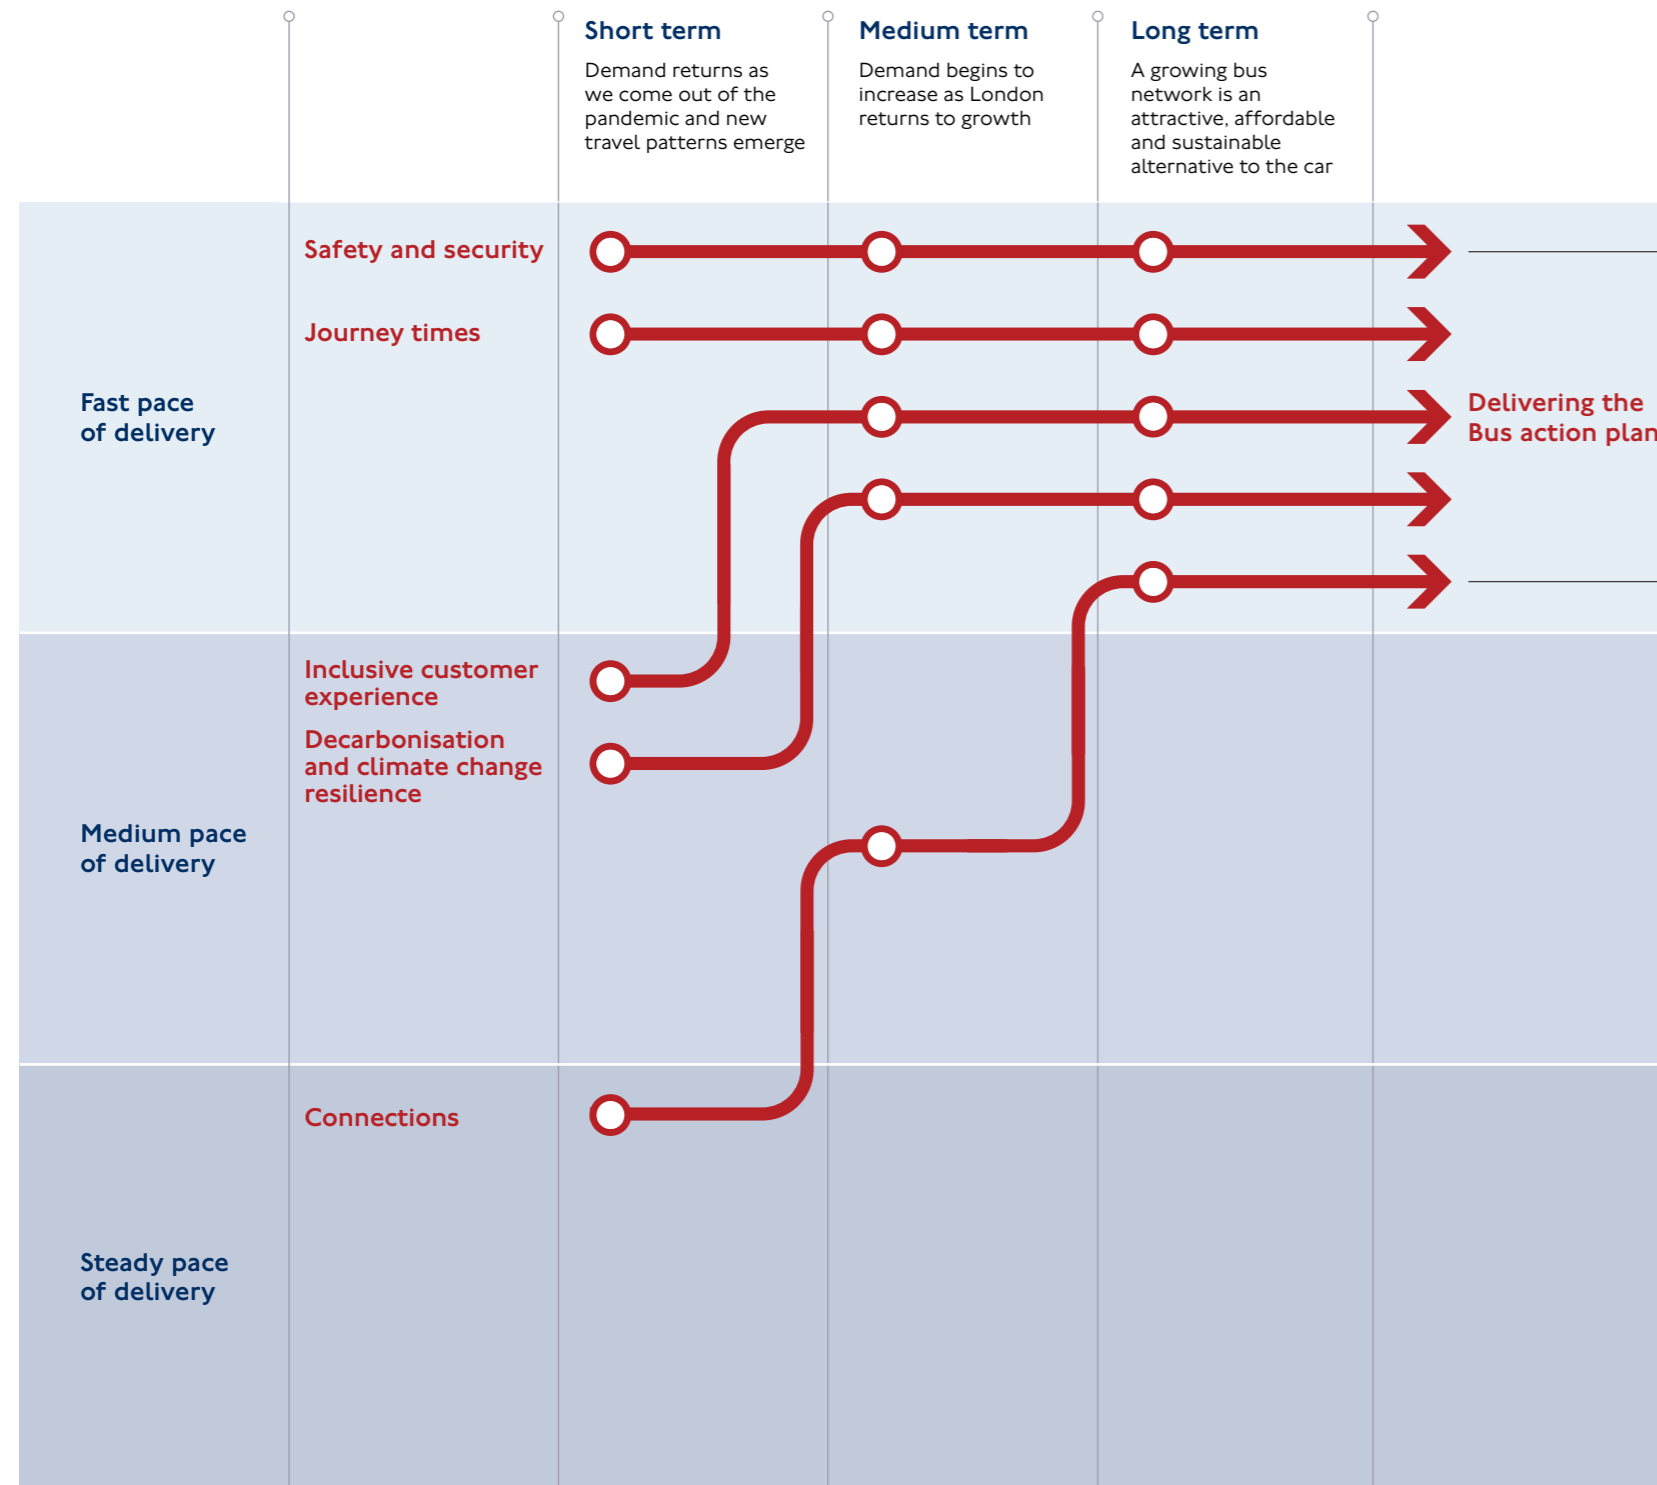 Short term
Demand returns as
we come out of the
pandemic and new
travel patterns emerge
Medium term
Demand begins to
increase as London
returns to growth
Long term
A growing bus
network is an
attractive, affordable
and sustainable
alternative to the car
Fast pace
of delivery
Safety and security
Journey times
Delivering the
Bus action plan
Medium pace
of delivery
Inclusive customer
experience
Decarbonisation
and climate change
resilience
Steady pace
of delivery
Connections